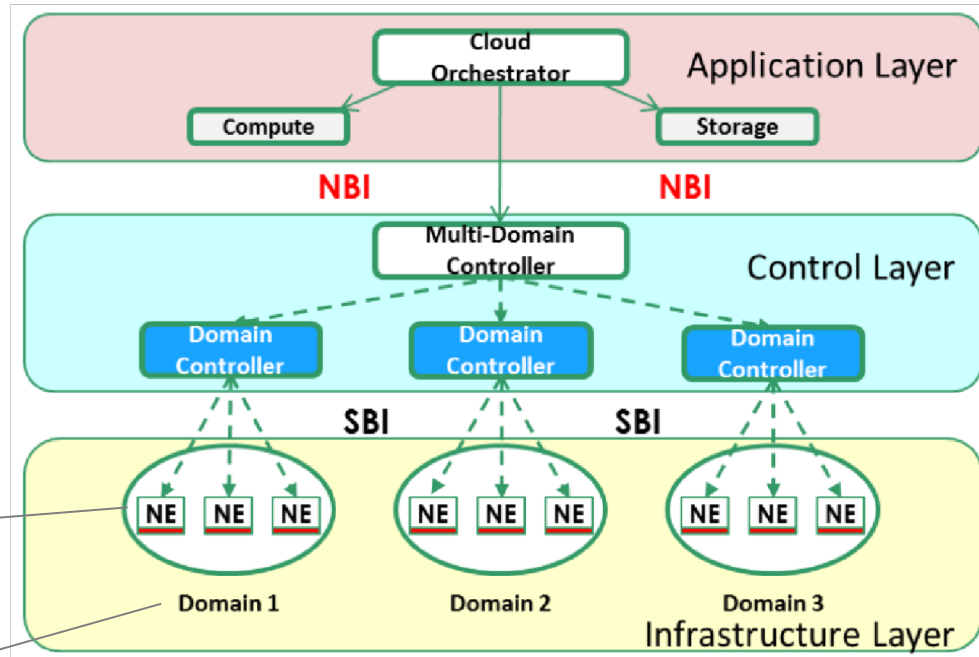 Cloud
Orchestrator
Application Layer
Compute
Storage
NBI
NBI
Multi-Domain
Controller
Control Layer
Domain
Controller
Domain
Controller
Domain
Controller
SBI
SBI
NE
NE
NE
NE
NE
NE
NE
NE
NE
Domain 1
Domain 2
Domain 3
Infrastructure Layer